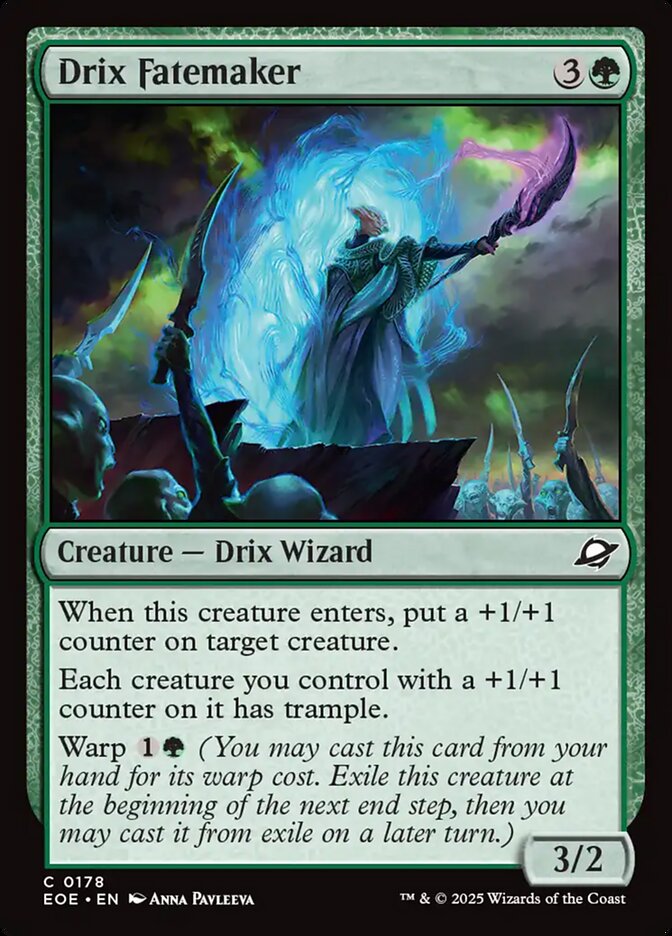 Drix Fatemaker 3
Creature — Drix Wizard
When this creature enters, put a +1/+1
counter on target creature.
Each creature you control with a +1/+1
counter on it has trample.
Warp 1 (You may cast this card from your
hand for its warp cost. Exile this creature at
the beginning of the next end step, then you
may cast it from exile on a later turn.)
3/2
C 0178
EOE • EN Anna Pavleeva
™ & © 2025 Wizards of the Coast